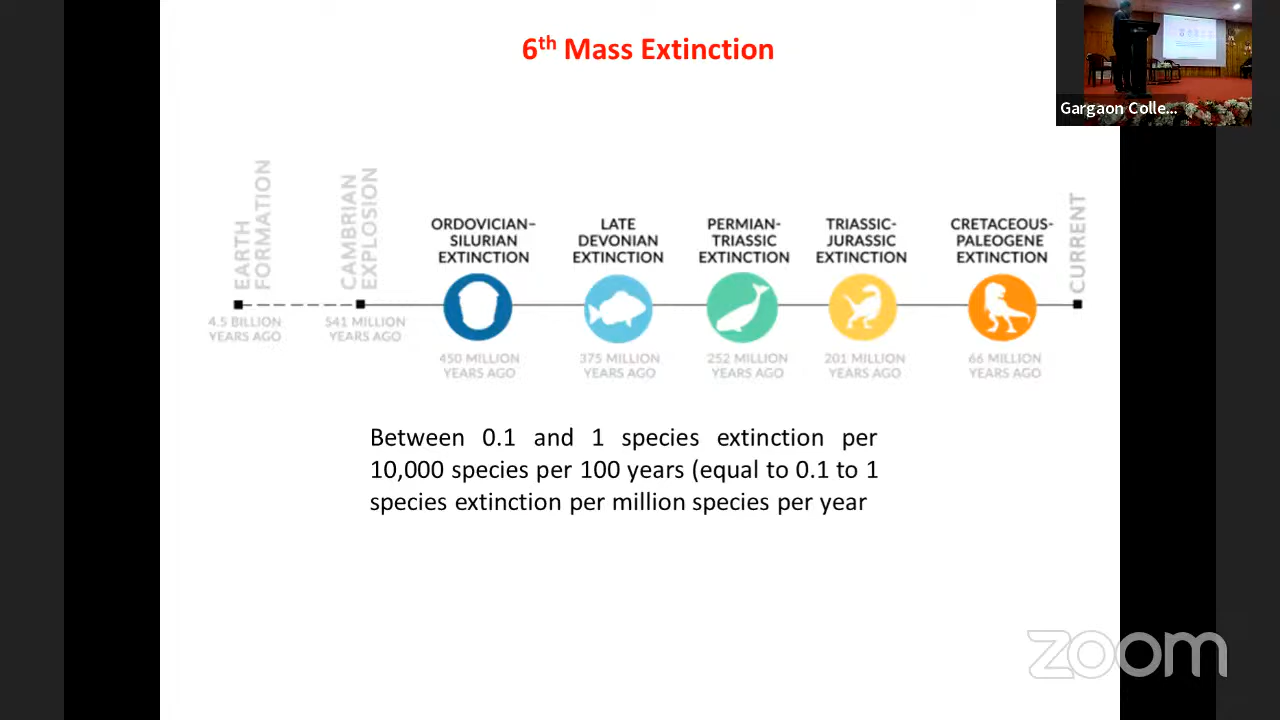 6th Mass Extinction
Gargaon Colle...
EARTH
FORMATION
CAMBRIAN
EXPLOSION
ORDOVICIAN–
SILURIAN
EXTINCTION
LATE
DEVONIAN
EXTINCTION
PERMIAN-
TRIASSIC
EXTINCTION
TRIASSIC-
JURASSIC
EXTINCTION
CRETACEOUS-
PALEOGENE
EXTINCTION
CURRENT
4.5 BILLION
YEARS AGO
541 MILLION
YEARS AGO
450 MILLION
YEARS AGO
375 MILLION
YEARS AGO
252 MILLION
YEARS AGO
201 MILLION
YEARS AGO
66 MILLION
YEARS AGO
Between 0.1 and 1 species extinction per
10,000 species per 100 years (equal to 0.1 to 1
species extinction per million species per year
zoom